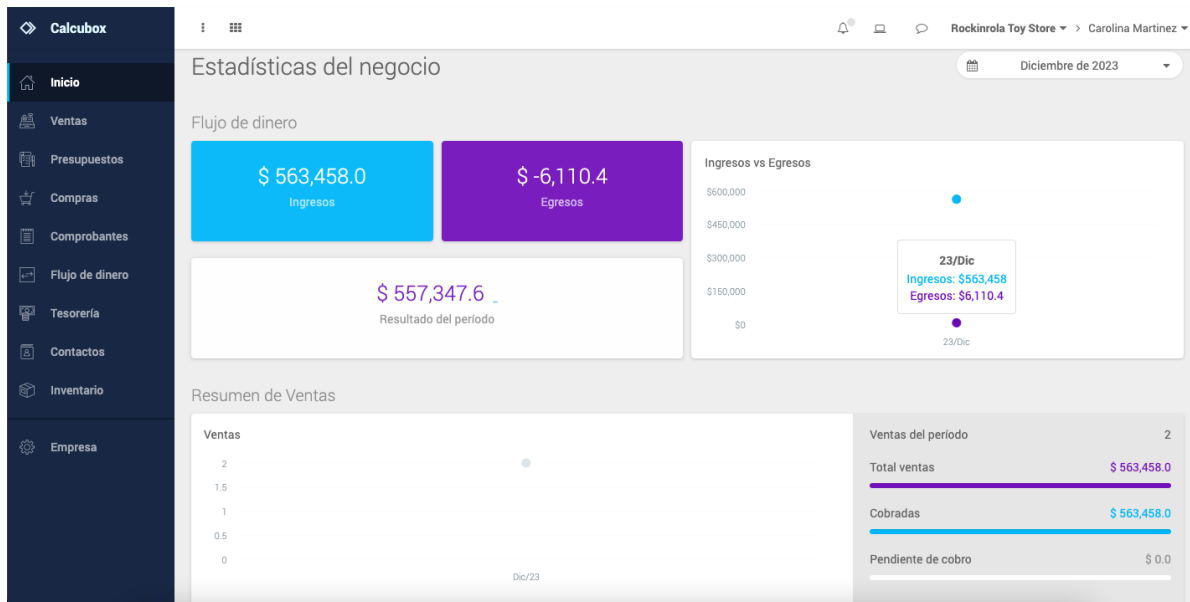 Calcubox
Rockinrola Toy Store > Carolina Martinez
Inicio
Ventas
Presupuestos
Compras
Comprobantes
Flujo de dinero
Tesorería
Contactos
Inventario
Empresa
Estadísticas del negocio
Diciembre de 2023
Flujo de dinero
$ 563,458.0
Ingresos
$ -6,110.4
Egresos
$ 557,347.6
Resultado del período
Ingresos vs Egresos
$600,000
$450,000
$300,000
$150,000
$0
23/Dic
Ingresos: $563,458
Egresos: $6,110.4
23/Dic
Resumen de Ventas
Ventas
2
1.5
1
0.5
0
Dic/23
Ventas del período 2
Total ventas $ 563,458.0
Cobradas $ 563,458.0
Pendiente de cobro $ 0.0